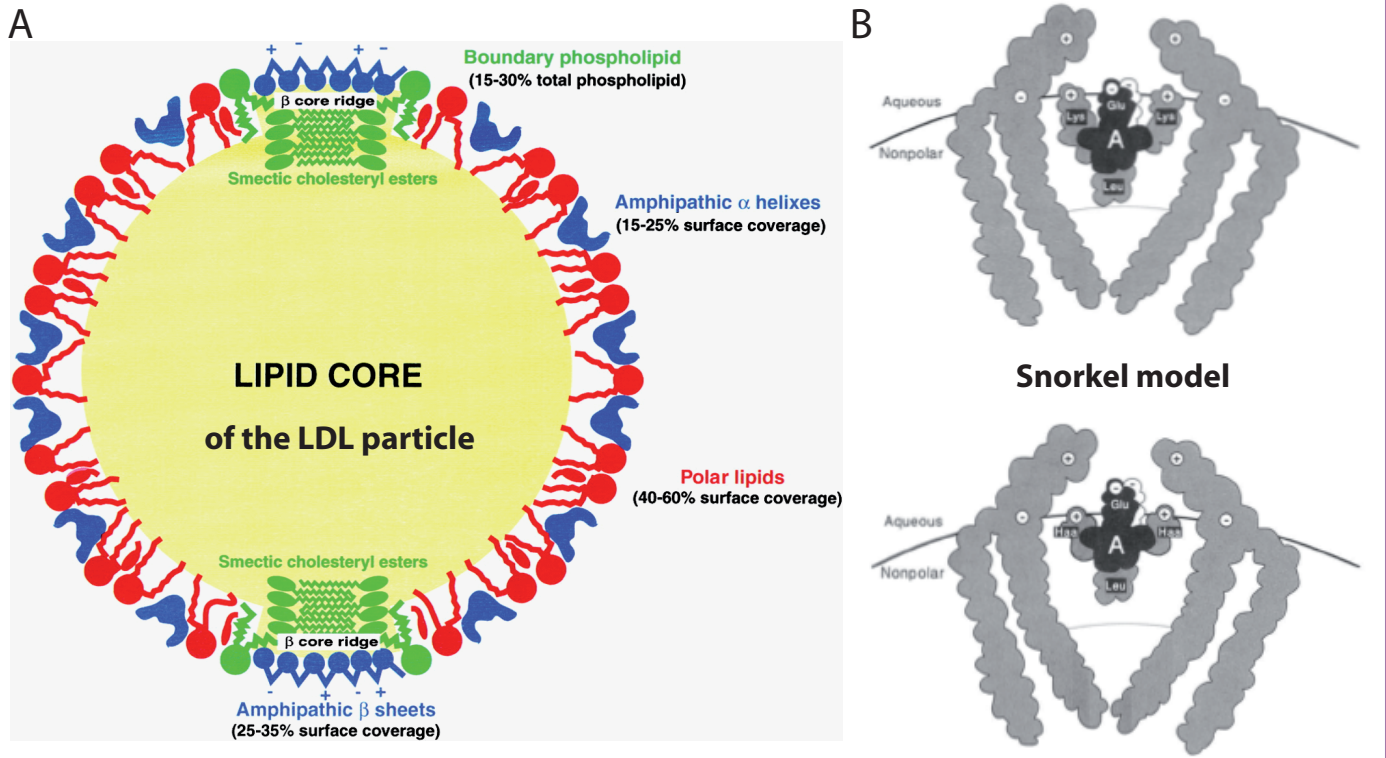 A
B
+ - + -
Boundary phospholipid
(15-30% total phospholipid)
β core ridge
Smectic cholesteryl esters
Amphipathic α helixes
(15-25% surface coverage)
LIPID CORE
of the LDL particle
Polar lipids
(40-60% surface coverage)
Smectic cholesteryl esters
β core ridge
- + - +
Amphipathic β sheets
(25-35% surface coverage)
+ +
- + - + -
Aqueous
Glu
Lys Lys
A
Nonpolar
Leu
Snorkel model
+ +
- + - + -
Aqueous
Glu
Haa Haa
A
Nonpolar
Leu